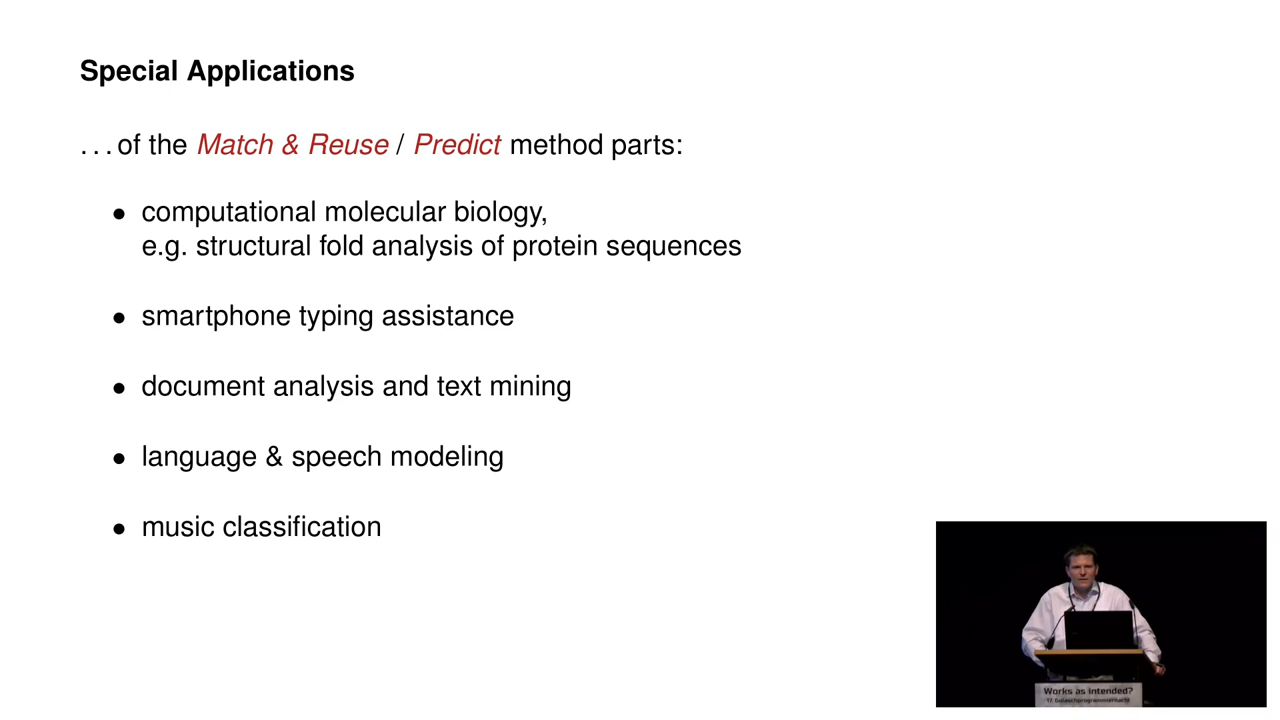 Special Applications
. . . of the Match & Reuse / Predict method parts:
• computational molecular biology,
e.g. structural fold analysis of protein sequences
• smartphone typing assistance
• document analysis and text mining
• language & speech modeling
• music classification
Works as intended?